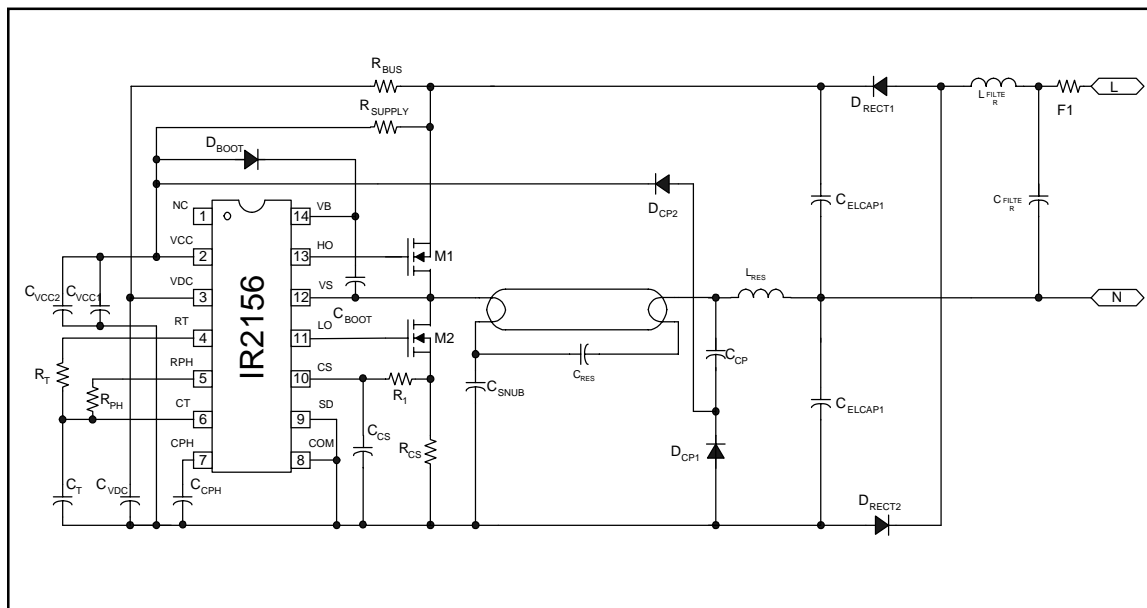 RBUS
RSUPPLY
DBOOT
DRECT1
LFILTE
R
F1
L
NC
1
14
VB
DCP2
CELCAP1
CFILTE
R
VCC
2
13
HO
M1
CVCC2
CVCC1
VDC
3
12
VS
LRES
N
CBOOT
RT
4
11
LO
M2
IR2156
RT
RPH
5
10
CS
R1
CRES
CCP
CSNUB
RPH
CT
6
9
SD
CCS
RCS
CELCAP1
CPH
7
8
COM
DCP1
CT
CVDC
CCPH
DRECT2